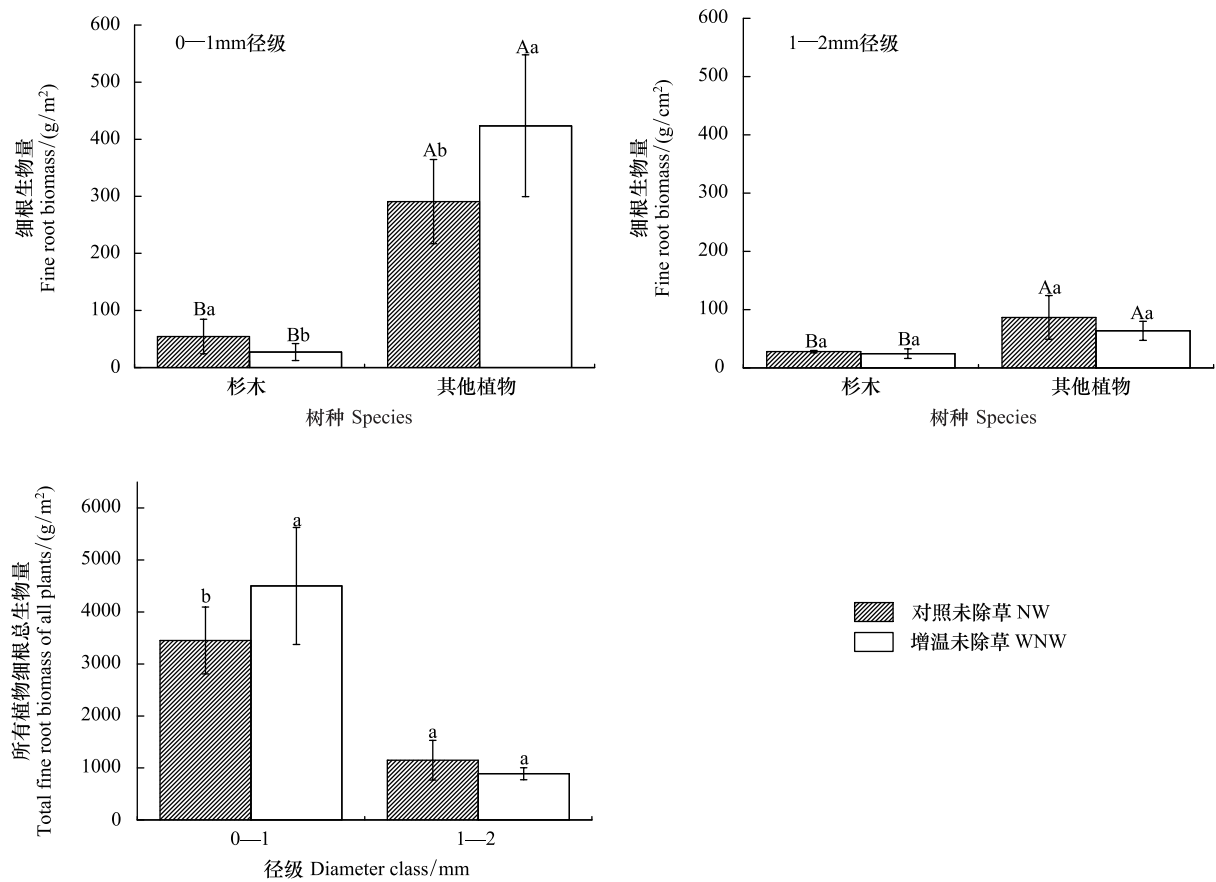 0—1mm径级
细根生物量
Fine root biomass/(g/m²)
600
500
400
300
200
100
0
Ba
Bb
Ab
Aa
杉木
其他植物
树种 Species
1—2mm径级
细根生物量
Fine root biomass/(g/cm²)
600
500
400
300
200
100
0
Ba
Ba
Aa
Aa
杉木
其他植物
树种 Species
所有植物细根总生物量
Total fine root biomass of all plants/(g/m²)
6000
5000
4000
3000
2000
1000
0
b
a
a
a
0—1
1—2
径级 Diameter class/mm
对照未除草 NW
增温未除草 WNW